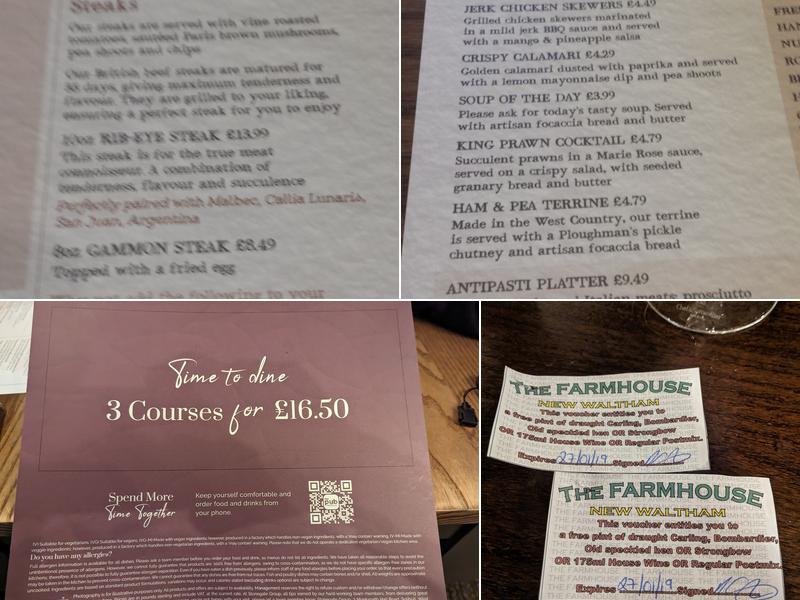 Steaks
Our steaks are served with vine roasted
tomatoes, sautéed Paris brown mushrooms,
pea shoots and chips
Our British beef steaks are matured for
35 days, giving maximum tenderness and
flavour. They are grilled to your liking,
ensuring a perfect steak for you to enjoy
10oz RIB-EYE STEAK £13.99
This steak is for the true meat
connoisseur. A combination of
tenderness, flavour and succulence
Perfectly paired with Malbec, Callia Lunaris,
San Juan, Argentina
8oz GAMMON STEAK £8.49
Topped with a fried egg
add the following to your
JERK CHICKEN SKEWERS £4.49
Grilled chicken skewers marinated
in a mild jerk BBQ sauce and served
with a mango & pineapple salsa
CRISPY CALAMARI £4.29
Golden calamari dusted with paprika and served
with a lemon mayonnaise dip and pea shoots
SOUP OF THE DAY £3.99
Please ask for today's tasty soup. Served
with artisan focaccia bread and butter
KING PRAWN COCKTAIL £4.79
Succulent prawns in a Marie Rose sauce,
served on a crispy salad, with seeded
granary bread and butter
HAM & PEA TERRINE £4.79
Made in the West Country, our terrine
is served with a Ploughman's pickle
chutney and artisan focaccia bread
ANTIPASTI PLATTER £9.49
Italian meats: prosciutto
Time to dine
3 Courses for £16.50
Spend More
Time Together
Keep yourself comfortable and
order food and drinks from
your phone.
Pub
Do you have any allergies?
THE FARMHOUSE
NEW WALTHAM
This voucher entitles you to
a free pint of draught Carling, Bombardier,
Old speckled hen OR Strongbow
OR 175ml House Wine OR Regular Postmix.
Expires 27/01/19 Signed
THE FARMHOUSE
NEW WALTHAM
This voucher entitles you to
a free pint of draught Carling, Bombardier,
Old speckled hen OR Strongbow
OR 175ml House Wine OR Regular Postmix.
Expires 27/01/19 Signed